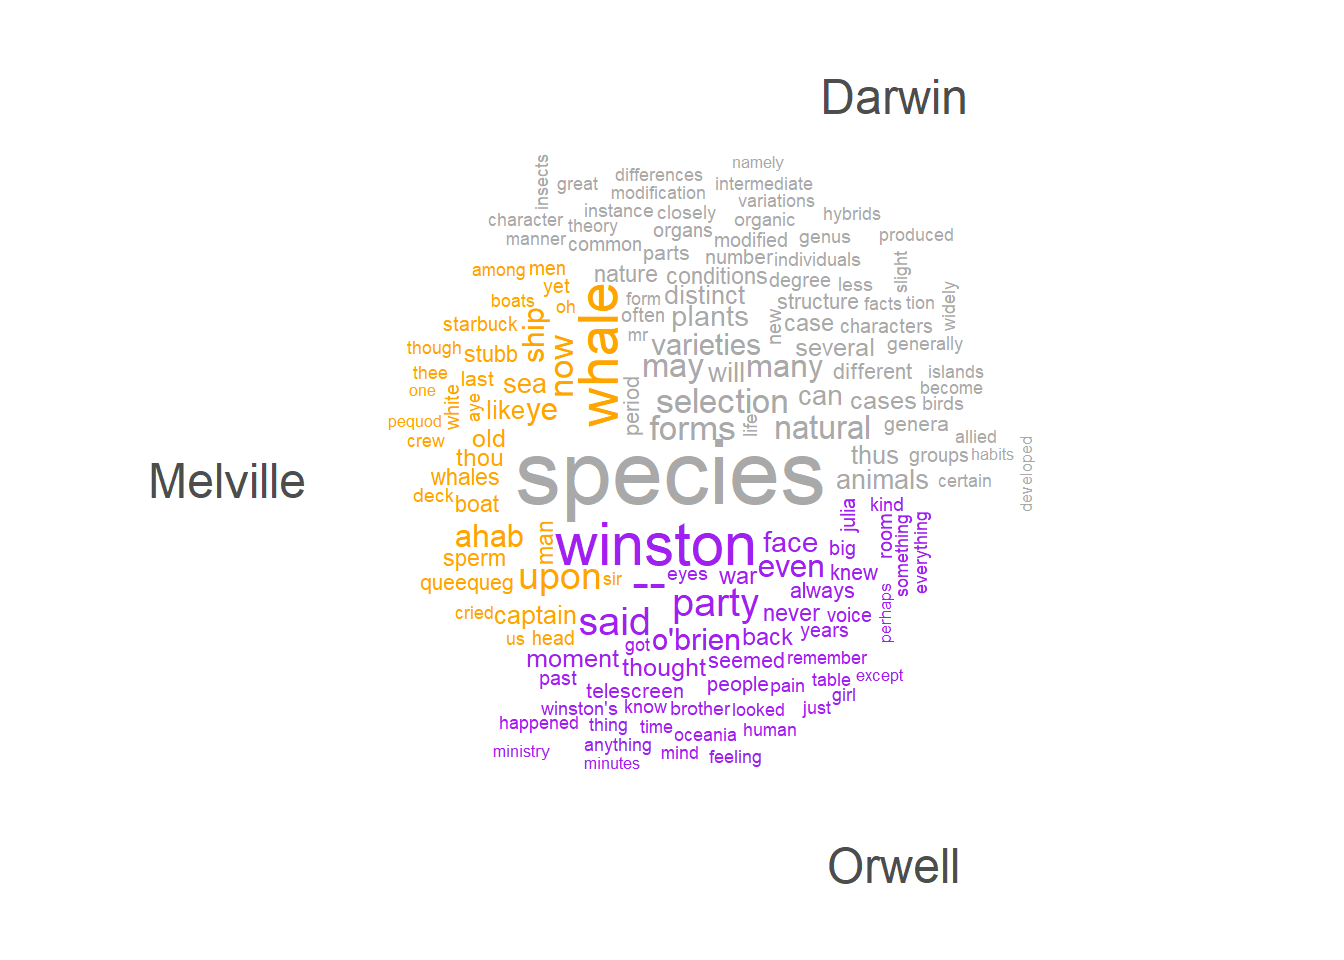 Darwin
namely
insects
great
differences
intermediate
modification
variations
character
instance
closely
organic
hybrids
theory
manner
common
organs
modified
genus
produced
parts
number
individuals
slight
among
men
nature
conditions
degree
less
yet
boats
oh
whale
form
distinct
structure
facts
tion
widely
starbuck
ship
often
plants
new
case
characters
though
stubb
now
mr
varieties
several
generally
thee
last
sea
may
will
many
different
islands
one
white
aye
like
ye
period
selection
can
cases
become
birds
pequod
crew
old
forms
life
natural
genera
allied
thou
species
thus
groups
habits
developed
Melville
whales
animals
certain
deck
boat
julia
kind
ahab
man
winston
face
big
room
something
everything
sperm
queequeg
upon
sir
--
eyes
war
even
knew
always
cried
captain
said
party
never
voice
perhaps
us
head
got
o'brien
back
years
moment
thought
seemed
remember
past
telescreen
people
pain
table
except
girl
winston's
know
brother
looked
just
happened
thing
time
oceania
human
ministry
anything
mind
feeling
minutes
Orwell